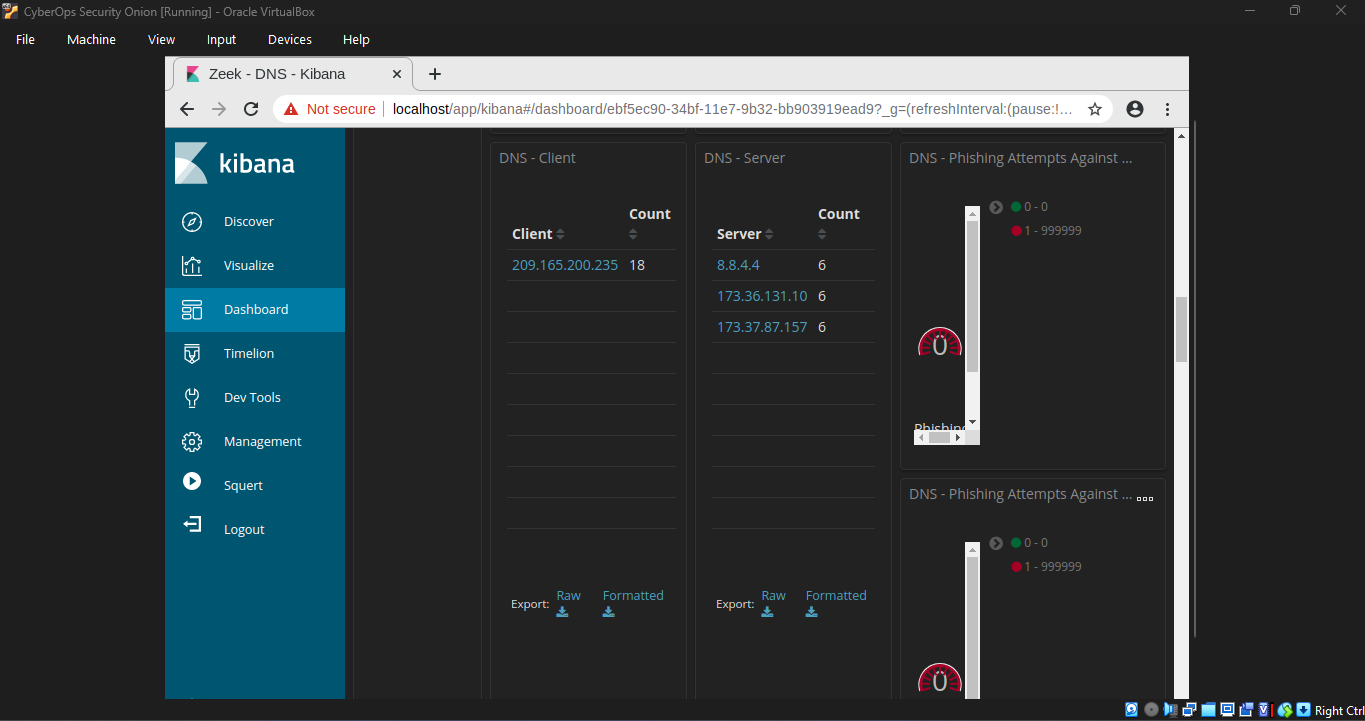 CyberOps Security Onion [Running] - Oracle VirtualBox
File Machine View Input Devices Help
Zeek - DNS - Kibana
Not secure localhost/app/kibana#/dashboard/ebf5ec90-34bf-11e7-9b32-bb903919ead9?_g=(refreshInterval:(pause:!...
kibana
Discover
Visualize
Dashboard
Timelion
Dev Tools
Management
Squert
Logout
DNS - Client
Client Count
209.165.200.235 18
Export: Raw Formatted
DNS - Server
Server Count
8.8.4.4 6
173.36.131.10 6
173.37.87.157 6
Export: Raw Formatted
DNS - Phishing Attempts Against ...
0 - 0
1 - 999999
0
Phishing
DNS - Phishing Attempts Against ...
0 - 0
1 - 999999
0
Right Ctrl